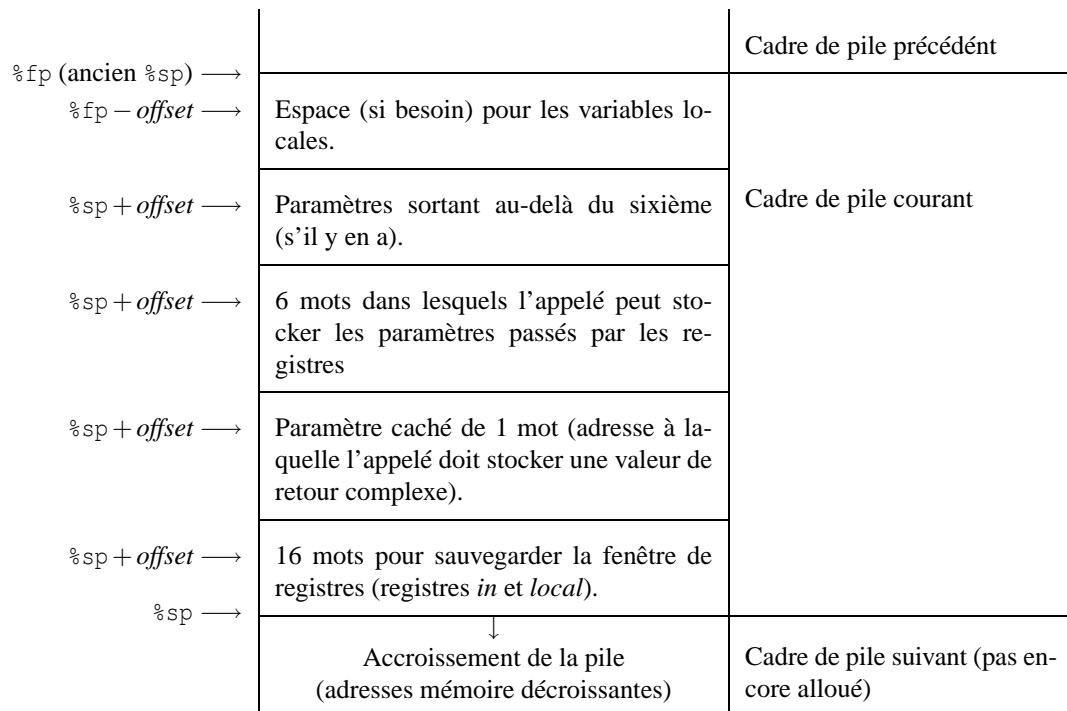 Cadre de pile précédént
%fp (ancien %sp) ⟶
%fp − offset ⟶
Espace (si besoin) pour les variables lo-
cales.
%sp + offset ⟶
Paramètres sortant au-delà du sixième
(s'il y en a).
Cadre de pile courant
%sp + offset ⟶
6 mots dans lesquels l'appelé peut sto-
cker les paramètres passés par les re-
gistres
%sp + offset ⟶
Paramètre caché de 1 mot (adresse à la-
quelle l'appelé doit stocker une valeur de
retour complexe).
%sp + offset ⟶
16 mots pour sauvegarder la fenêtre de
registres (registres in et local).
%sp ⟶
↓
Accroissement de la pile
(adresses mémoire décroissantes)
Cadre de pile suivant (pas en-
core alloué)